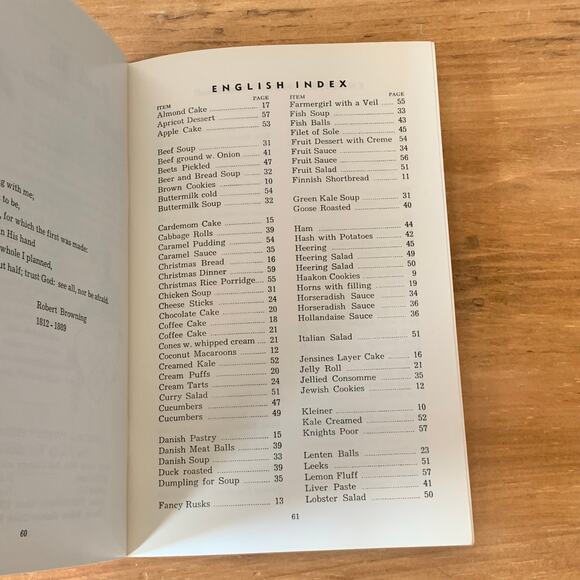 g with me;
to be,
, for which the first was made:
n His hand
whole I planned,
ut half; trust God: see all, nor be afraid.
Robert Browning
1812 - 1889
60
ENGLISH INDEX
ITEM PAGE
Almond Cake 17
Apricot Dessert 57
Apple Cake 53
Beef Soup 31
Beef ground w. Onion 41
Beets Pickled 47
Beer and Bread Soup 32
Brown Cookies 10
Buttermilk cold 54
Buttermilk Soup 32
Cardemom Cake 15
Cabbage Rolls 39
Caramel Pudding 54
Caramel Sauce 35
Christmas Bread 16
Christmas Dinner 59
Christmas Rice Porridge 55
Chicken Soup 31
Cheese Sticks 24
Chocolate Cake 20
Coffee Cake 18
Coffee Cake 21
Cones w. whipped cream 21
Coconut Macaroons 12
Creamed Kale 52
Cream Puffs 20
Cream Tarts 24
Curry Salad 51
Cucumbers 47
Cucumbers 49
Danish Pastry 15
Danish Meat Balls 39
Danish Soup 33
Duck roasted 39
Dumpling for Soup 35
Fancy Rusks 13
ITEM PAGE
Farmergirl with a Veil 55
Fish Soup 33
Fish Balls 43
Filet of Sole 45
Fruit Dessert with Creme 54
Fruit Sauce 34
Fruit Sauce 56
Fruit Salad 51
Finnish Shortbread 11
Green Kale Soup 31
Goose Roasted 40
Ham 44
Hash with Potatoes 42
Heering 45
Heering Salad 49
Heering Salad 50
Haakon Cookies 9
Horns with filling 19
Horseradish Sauce 34
Horseradish Sauce 36
Hollandaise Sauce 36
Italian Salad 51
Jensines Layer Cake 16
Jelly Roll 21
Jellied Consomme 35
Jewish Cookies 12
Kleiner 10
Kale Creamed 52
Knights Poor 57
Lenten Balls 23
Leeks 51
Lemon Fluff 57
Liver Paste 41
Lobster Salad 50
61